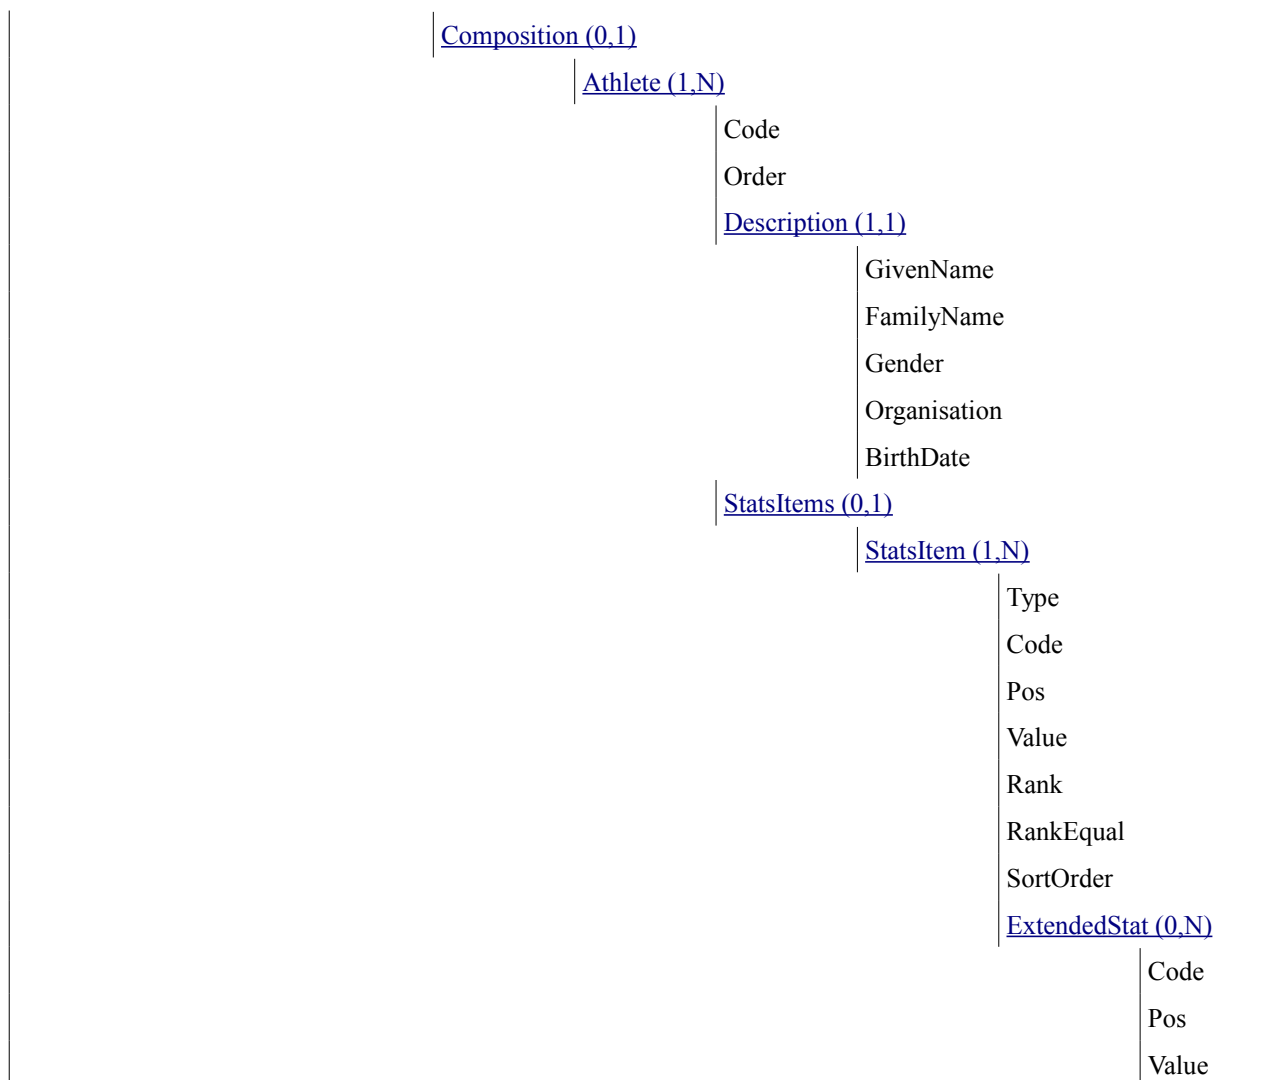 Composition (0,1)
Athlete (1,N)
Code
Order
Description (1,1)
GivenName
FamilyName
Gender
Organisation
BirthDate
StatsItems (0,1)
StatsItem (1,N)
Type
Code
Pos
Value
Rank
RankEqual
SortOrder
ExtendedStat (0,N)
Code
Pos
Value